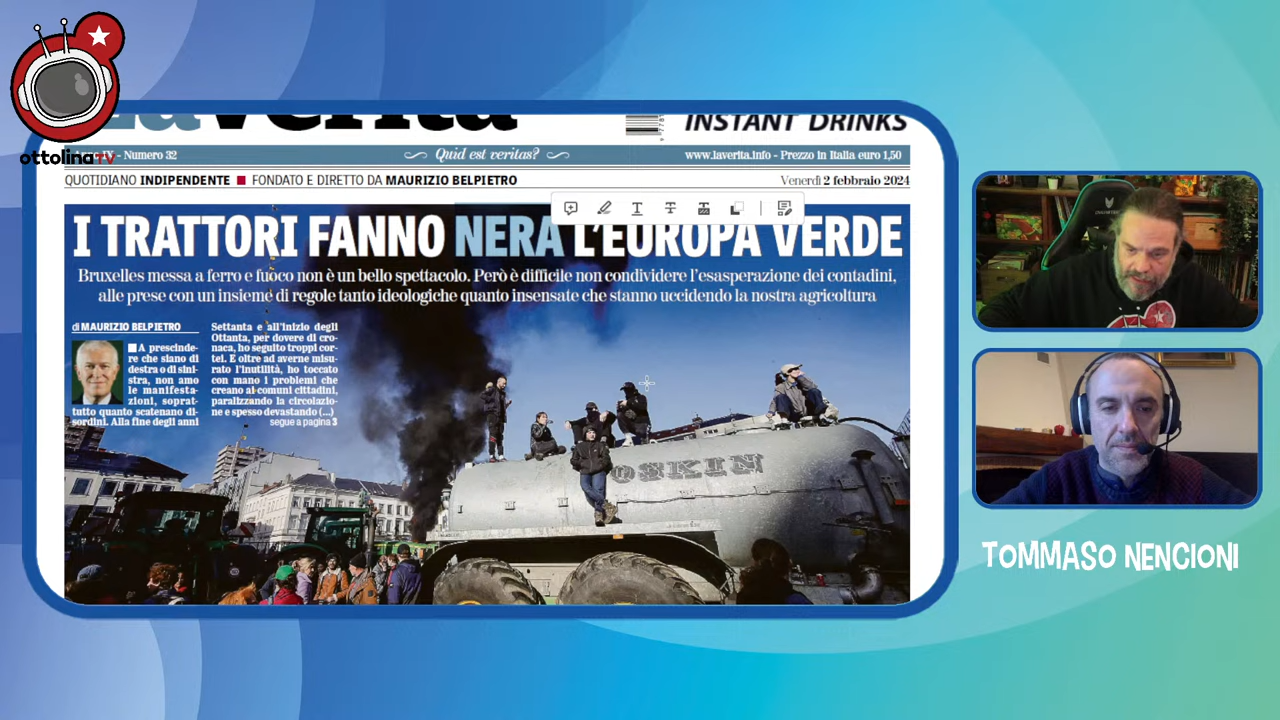 ottolinaTV
laVerità
INSTANT DRINKS
Anno IX - Numero 32
Quid est veritas?
www.laverita.info - Prezzo in Italia euro 1,50
QUOTIDIANO INDIPENDENTE ■ FONDATO E DIRETTO DA MAURIZIO BELPIETRO
Venerdì 2 febbraio 2024
I TRATTORI FANNO NERA L'EUROPA VERDE
Bruxelles messa a ferro e fuoco non è un bello spettacolo. Però è difficile non condividere l'esasperazione dei contadini,
alle prese con un insieme di regole tanto ideologiche quanto insensate che stanno uccidendo la nostra agricoltura
di MAURIZIO BELPIETRO
■ A prescinde-
re che siano di
destra o di sini-
stra, non amo
le manifesta-
zioni, soprat-
tutto quanto scatenano di-
sordini. Alla fine degli anni
Settanta e all'inizio degli
Ottanta, per dovere di cro-
naca, ho seguito troppi cor-
tei. E oltre ad averne misu-
rato l'inutilità, ho toccato
con mano i problemi che
creano ai comuni cittadini,
paralizzando la circolazio-
ne e spesso devastando (...)
segue a pagina 3
JOSKIN
TOMMASO NENCIONI